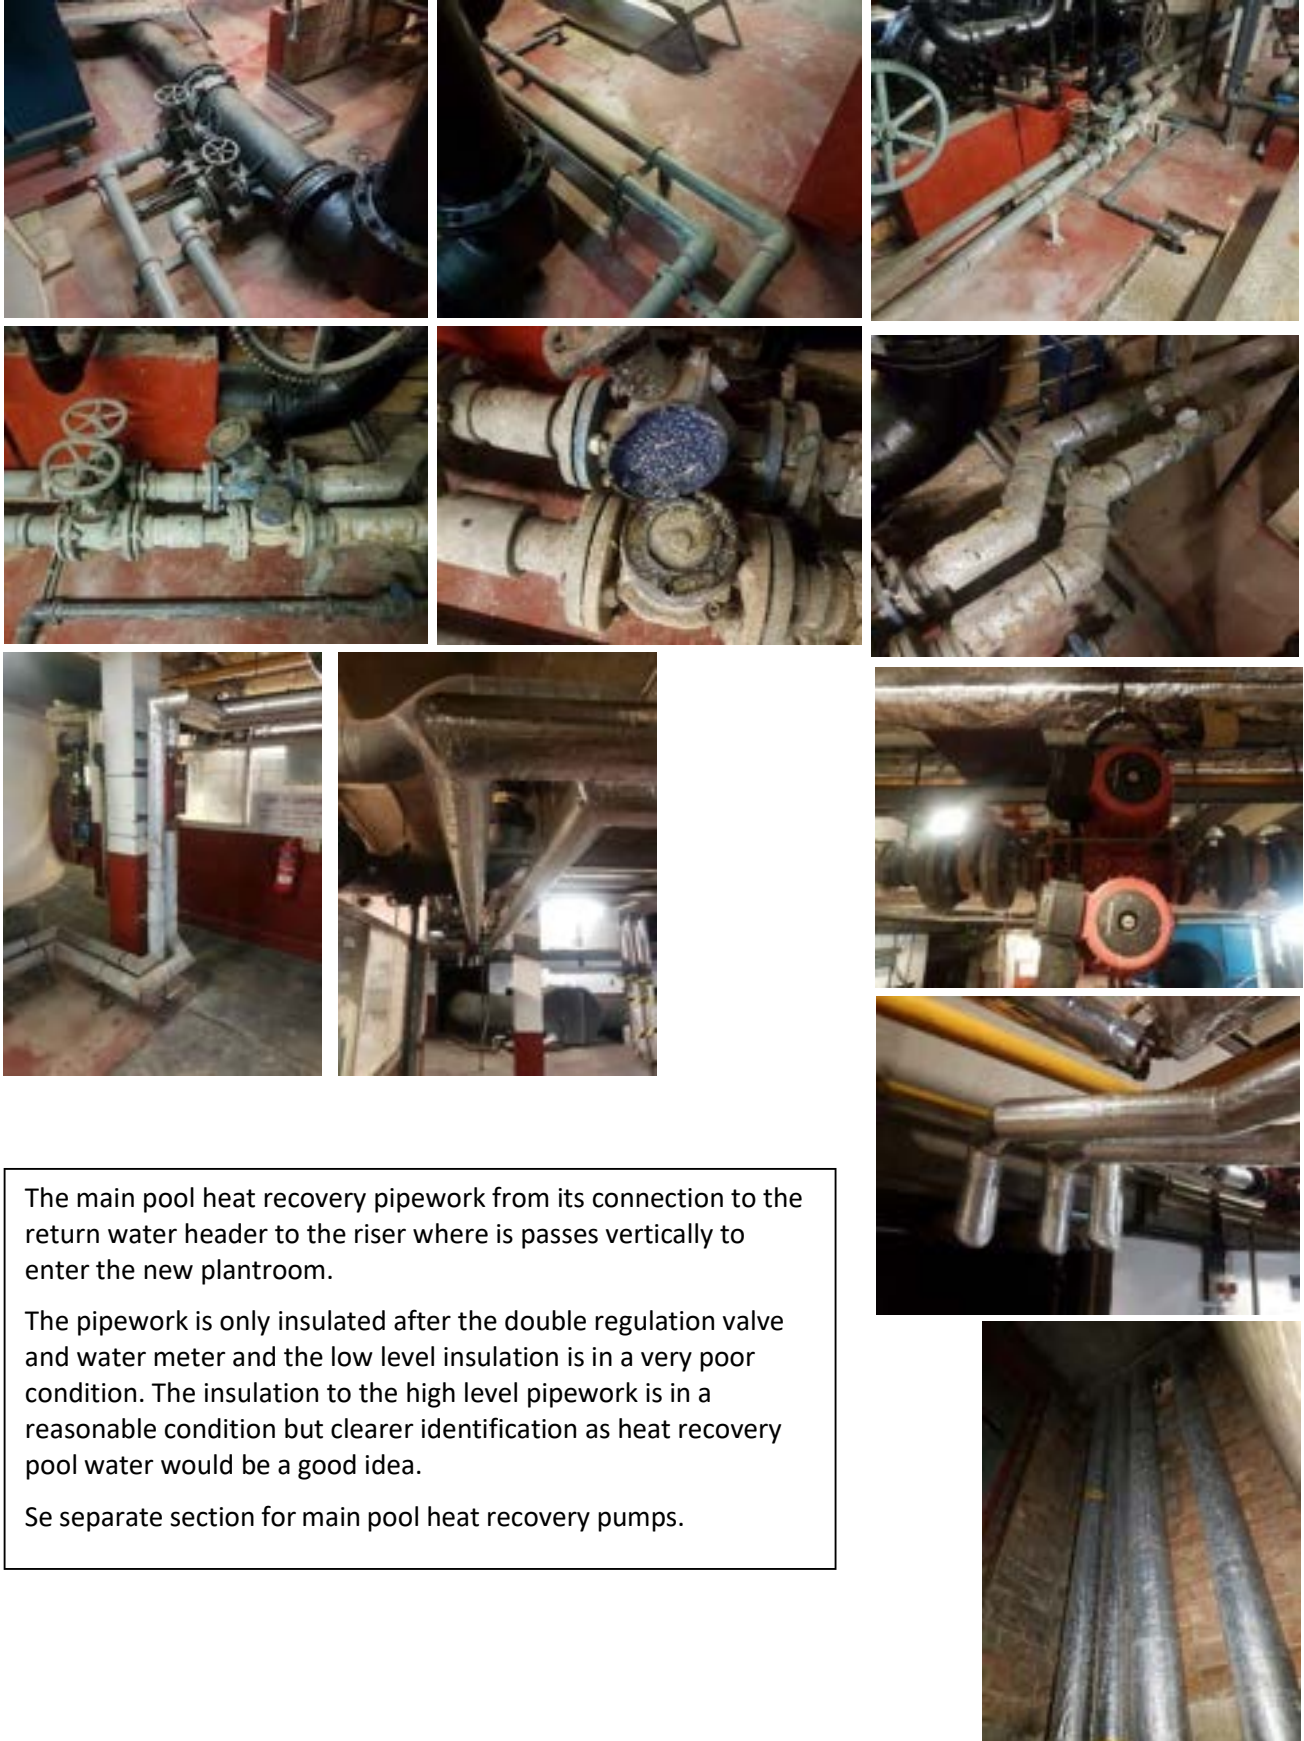 The main pool heat recovery pipework from its connection to the
return water header to the riser where is passes vertically to
enter the new plantroom.
The pipework is only insulated after the double regulation valve
and water meter and the low level insulation is in a very poor
condition. The insulation to the high level pipework is in a
reasonable condition but clearer identification as heat recovery
pool water would be a good idea.
Se separate section for main pool heat recovery pumps.